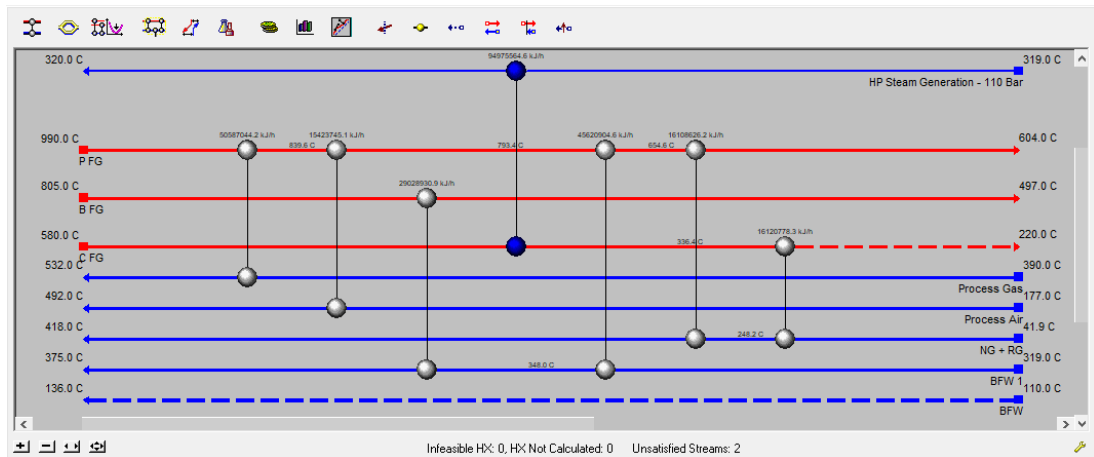 94975564.6 kJ/h
320.0 C 319.0 C
HP Steam Generation - 110 Bar
50587044.2 kJ/h 15423745.1 kJ/h 45620904.6 kJ/h 16108626.2 kJ/h
990.0 C 839.6 C 793.4 C 654.6 C 604.0 C
P FG
29028930.9 kJ/h
805.0 C 497.0 C
B FG
16120778.3 kJ/h
580.0 C 336.4 C 220.0 C
C FG
532.0 C 390.0 C
Process Gas
492.0 C 177.0 C
Process Air
418.0 C 248.2 C 41.9 C
NG + RG
375.0 C 348.0 C 319.0 C
BFW 1
136.0 C 110.0 C
BFW
Infeasible HX: 0, HX Not Calculated: 0 Unsatisfied Streams: 2